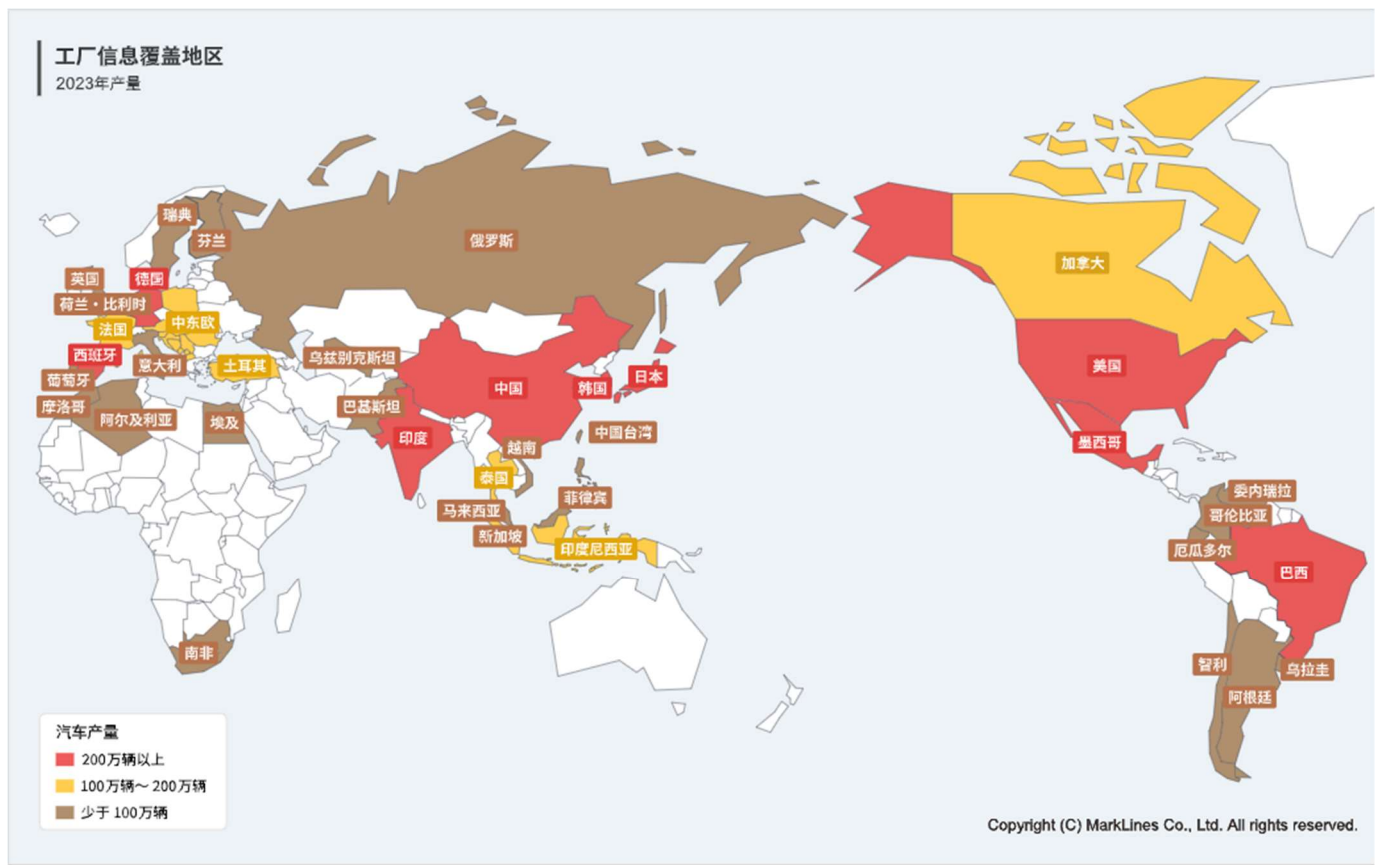 工厂信息覆盖地区
2023年产量
瑞典
芬兰
俄罗斯
英国
德国
荷兰・比利时
法国
中东欧
西班牙
意大利
土耳其
乌兹别克斯坦
葡萄牙
摩洛哥
阿尔及利亚
埃及
巴基斯坦
中国
韩国
日本
印度
中国台湾
越南
泰国
菲律宾
马来西亚
新加坡
印度尼西亚
南非
加拿大
美国
墨西哥
委内瑞拉
哥伦比亚
厄瓜多尔
巴西
智利
乌拉圭
阿根廷
汽车产量
200万辆以上
100万辆～200万辆
少于 100万辆
Copyright (C) MarkLines Co., Ltd. All rights reserved.